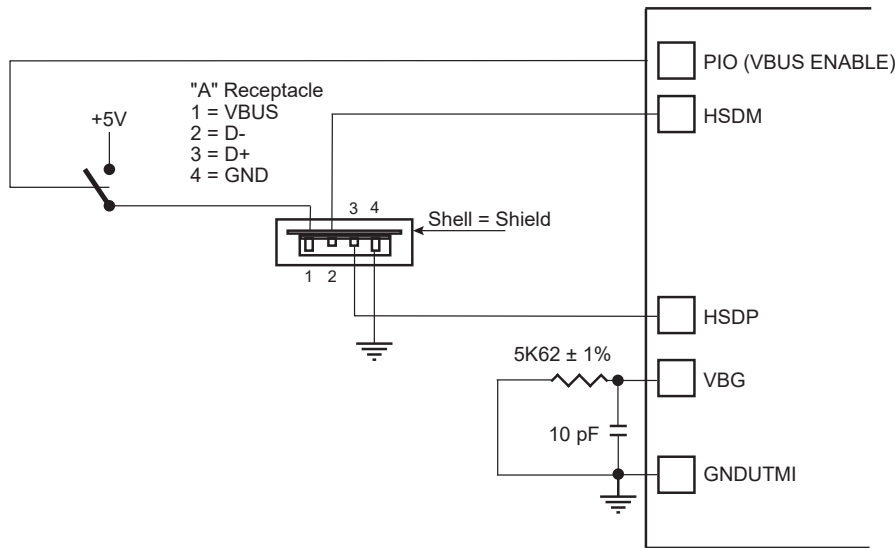 PIO (VBUS ENABLE)
"A" Receptacle
1 = VBUS
2 = D-
3 = D+
4 = GND
+5V
HSDM
3 4
Shell = Shield
1 2
HSDP
5K62 ± 1%
VBG
10 pF
GNDUTMI